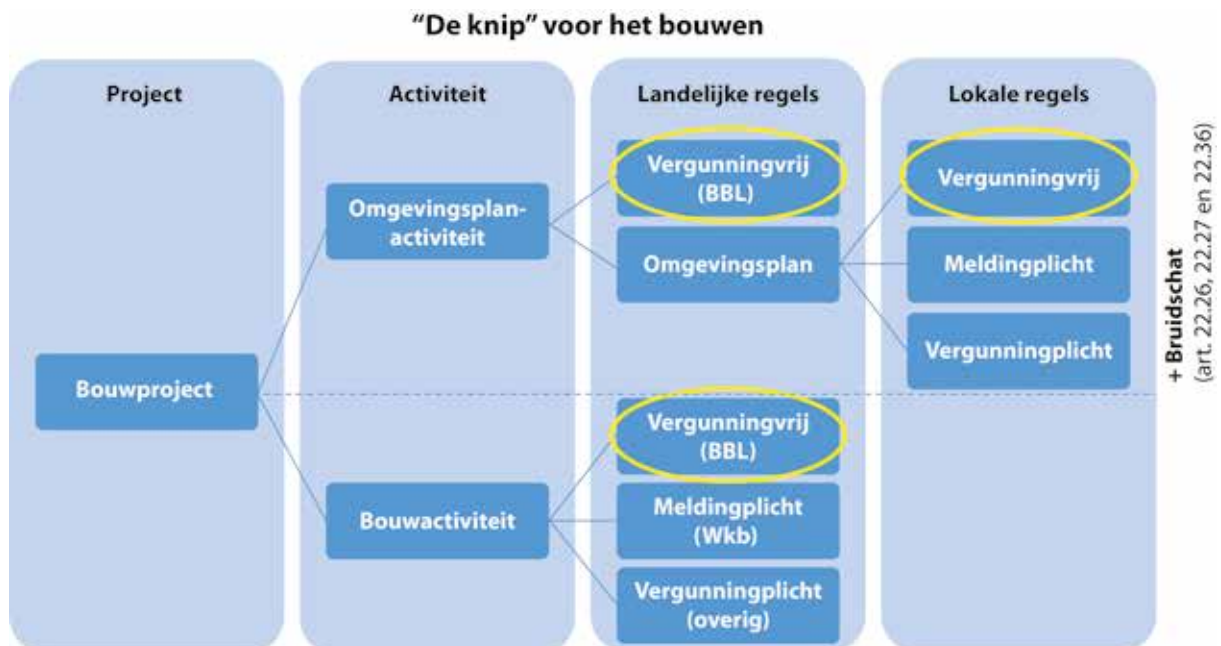 “De knip” voor het bouwen
Project
Activiteit
Landelijke regels
Lokale regels
Bouwproject
Omgevingsplan-
activiteit
Bouwactiviteit
Vergunningvrij
(BBL)
Omgevingsplan
Vergunningvrij
(BBL)
Meldingplicht
(Wkb)
Vergunningplicht
(overig)
Vergunningvrij
Meldingplicht
Vergunningplicht
+ Bruidschat
(art. 22.26, 22.27 en 22.36)